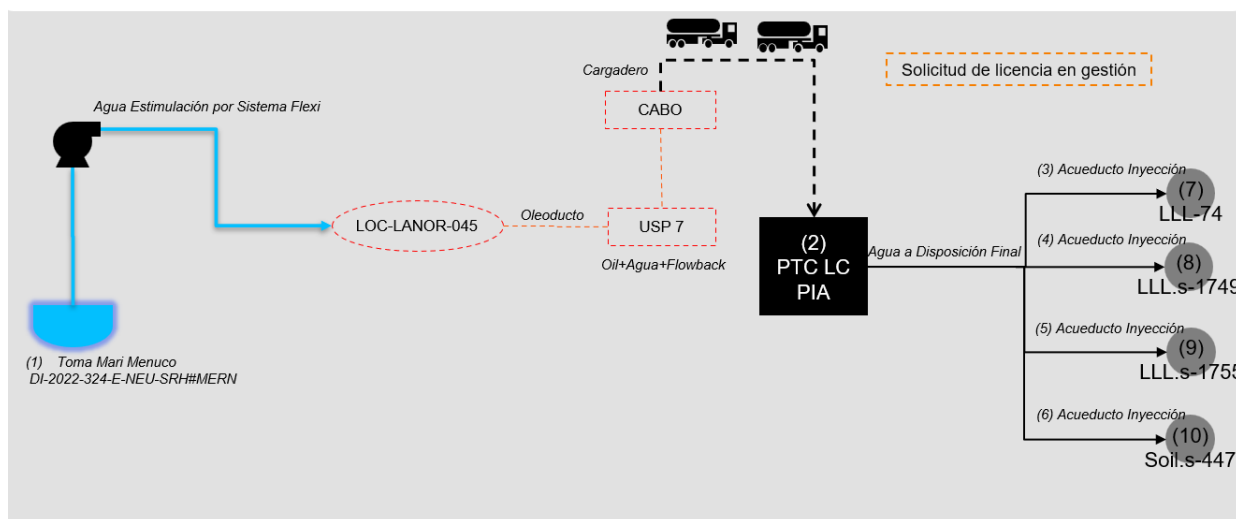 Cargadero
Solicitud de licencia en gestión
Agua Estimulación por Sistema Flexi
CABO
(3) Acueducto Inyección
(7)
LLL-74
LOC-LANOR-045
Oleoducto
USP 7
Oil+Agua+Flowback
(2)
PTC LC
PIA
Agua a Disposición Final
(4) Acueducto Inyección
(8)
LLL.s-1749
(5) Acueducto Inyección
(9)
LLL.s-1755
(6) Acueducto Inyección
(10)
Soil.s-447
(1) Toma Mari Menuco
DI-2022-324-E-NEU-SRH#MERN